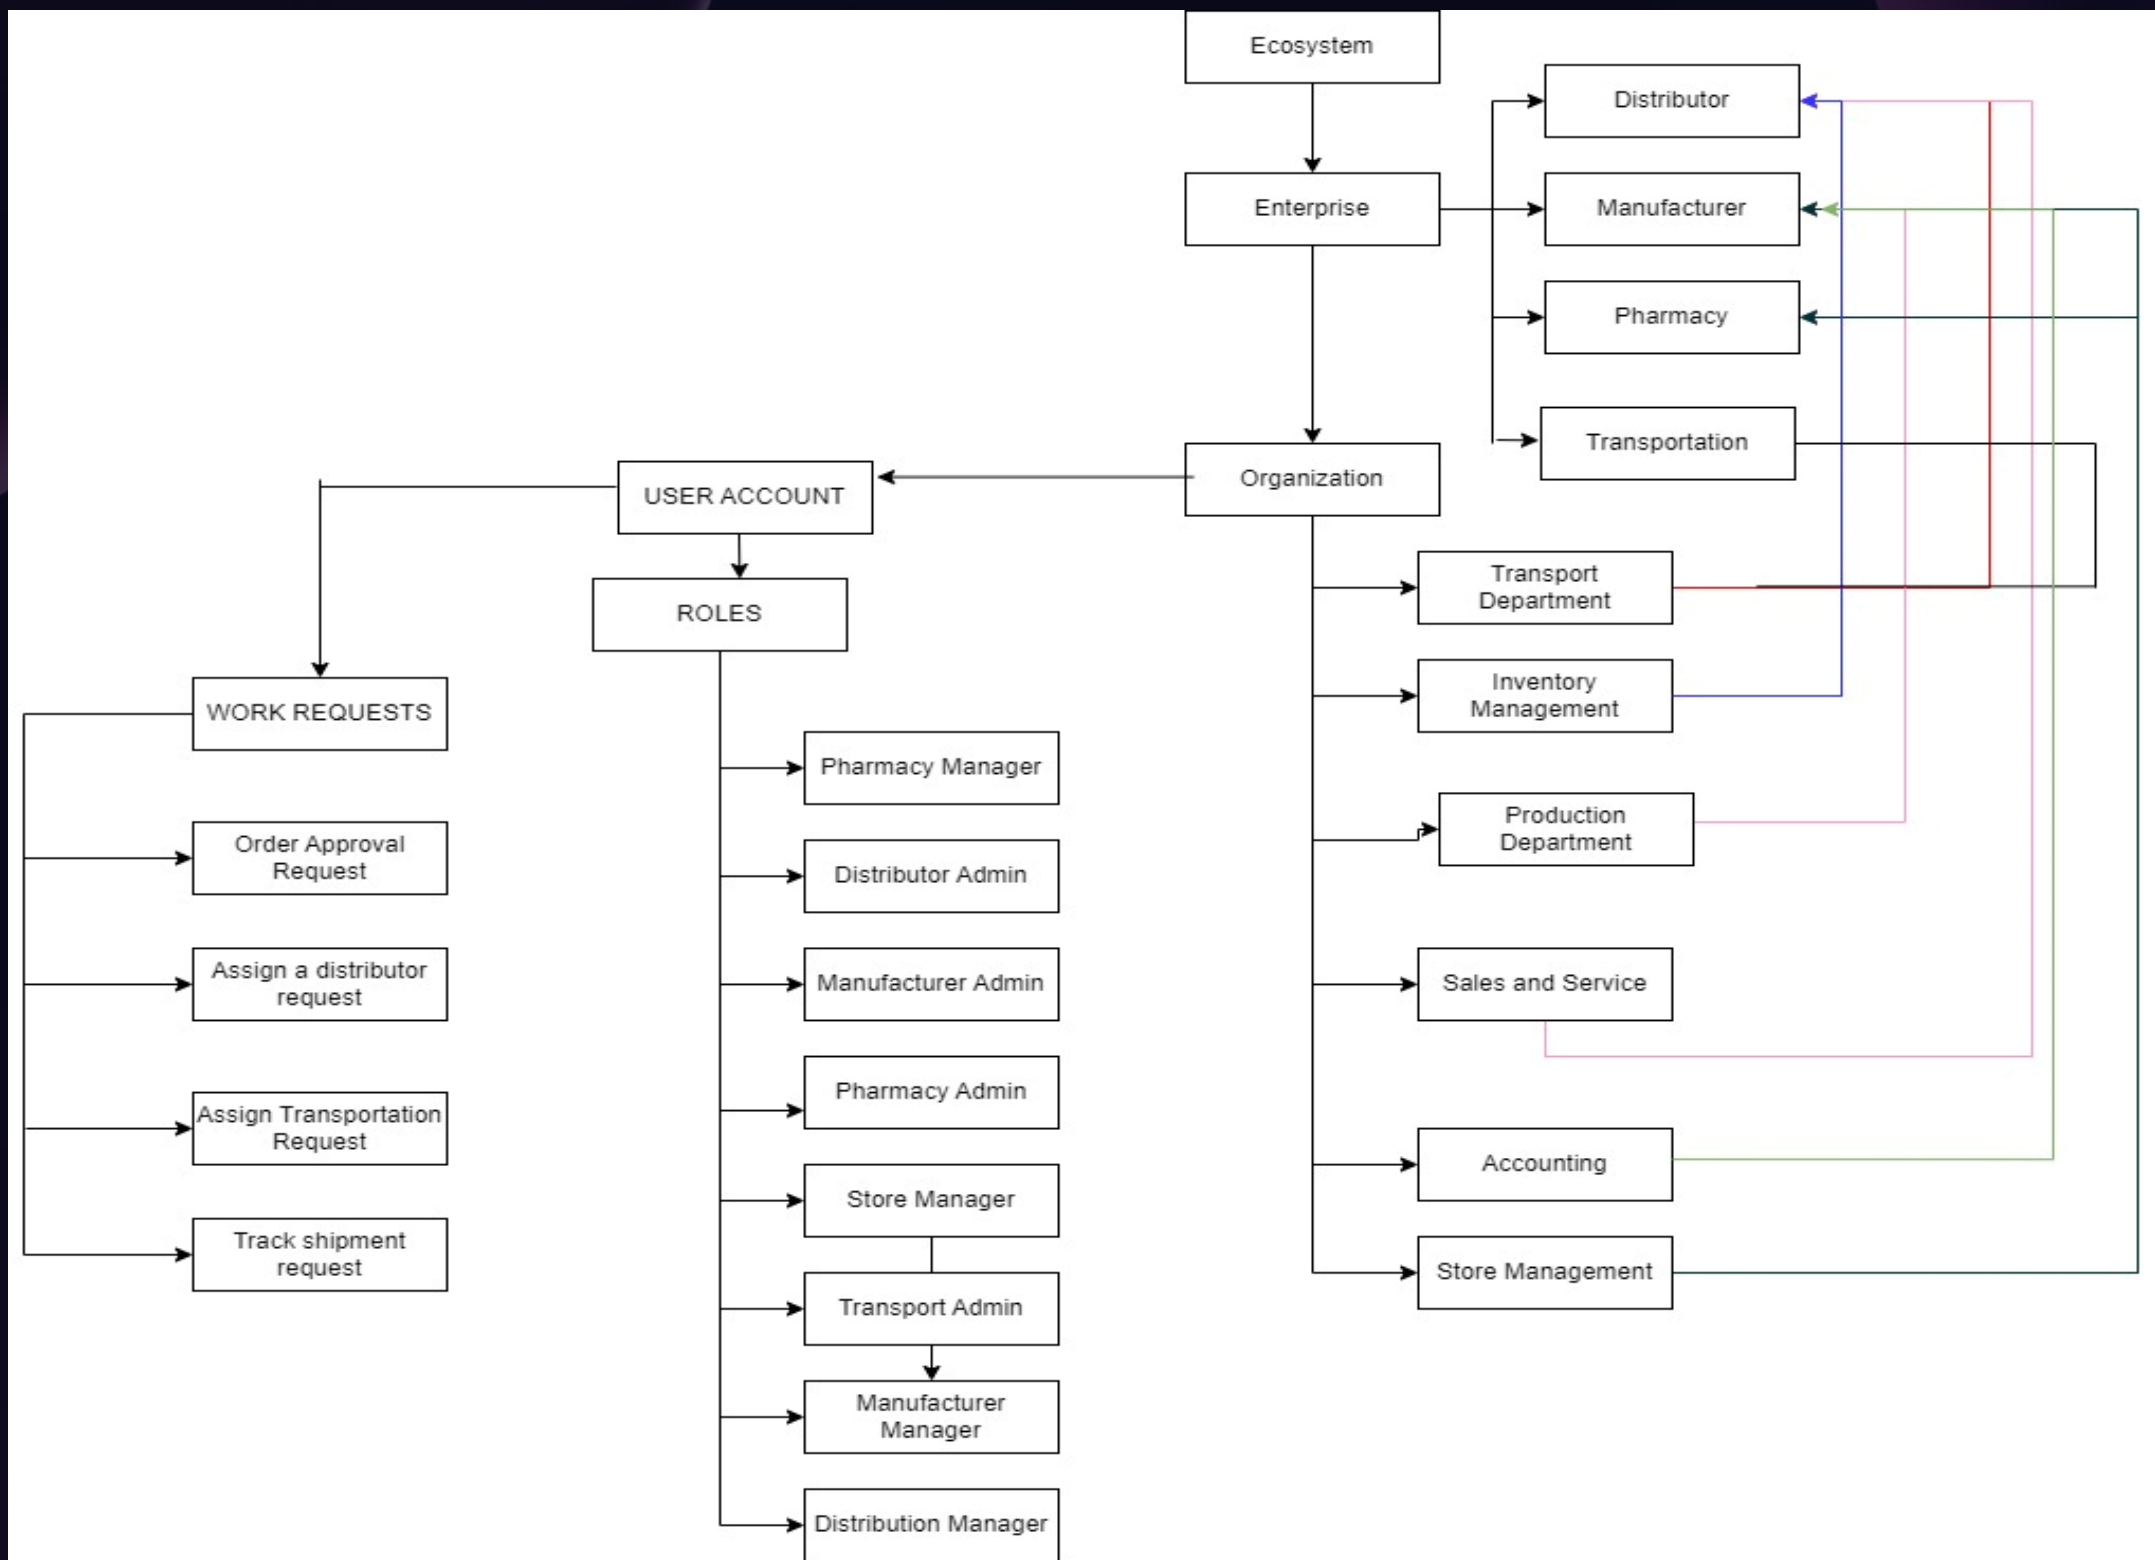 Ecosystem
Distributor
Enterprise
Manufacturer
Pharmacy
Transportation
Organization
USER ACCOUNT
ROLES
WORK REQUESTS
Order Approval
Request
Assign a distributor
request
Assign Transportation
Request
Track shipment
request
Pharmacy Manager
Distributor Admin
Manufacturer Admin
Pharmacy Admin
Store Manager
Transport Admin
Manufacturer
Manager
Distribution Manager
Transport
Department
Inventory
Management
Production
Department
Sales and Service
Accounting
Store Management